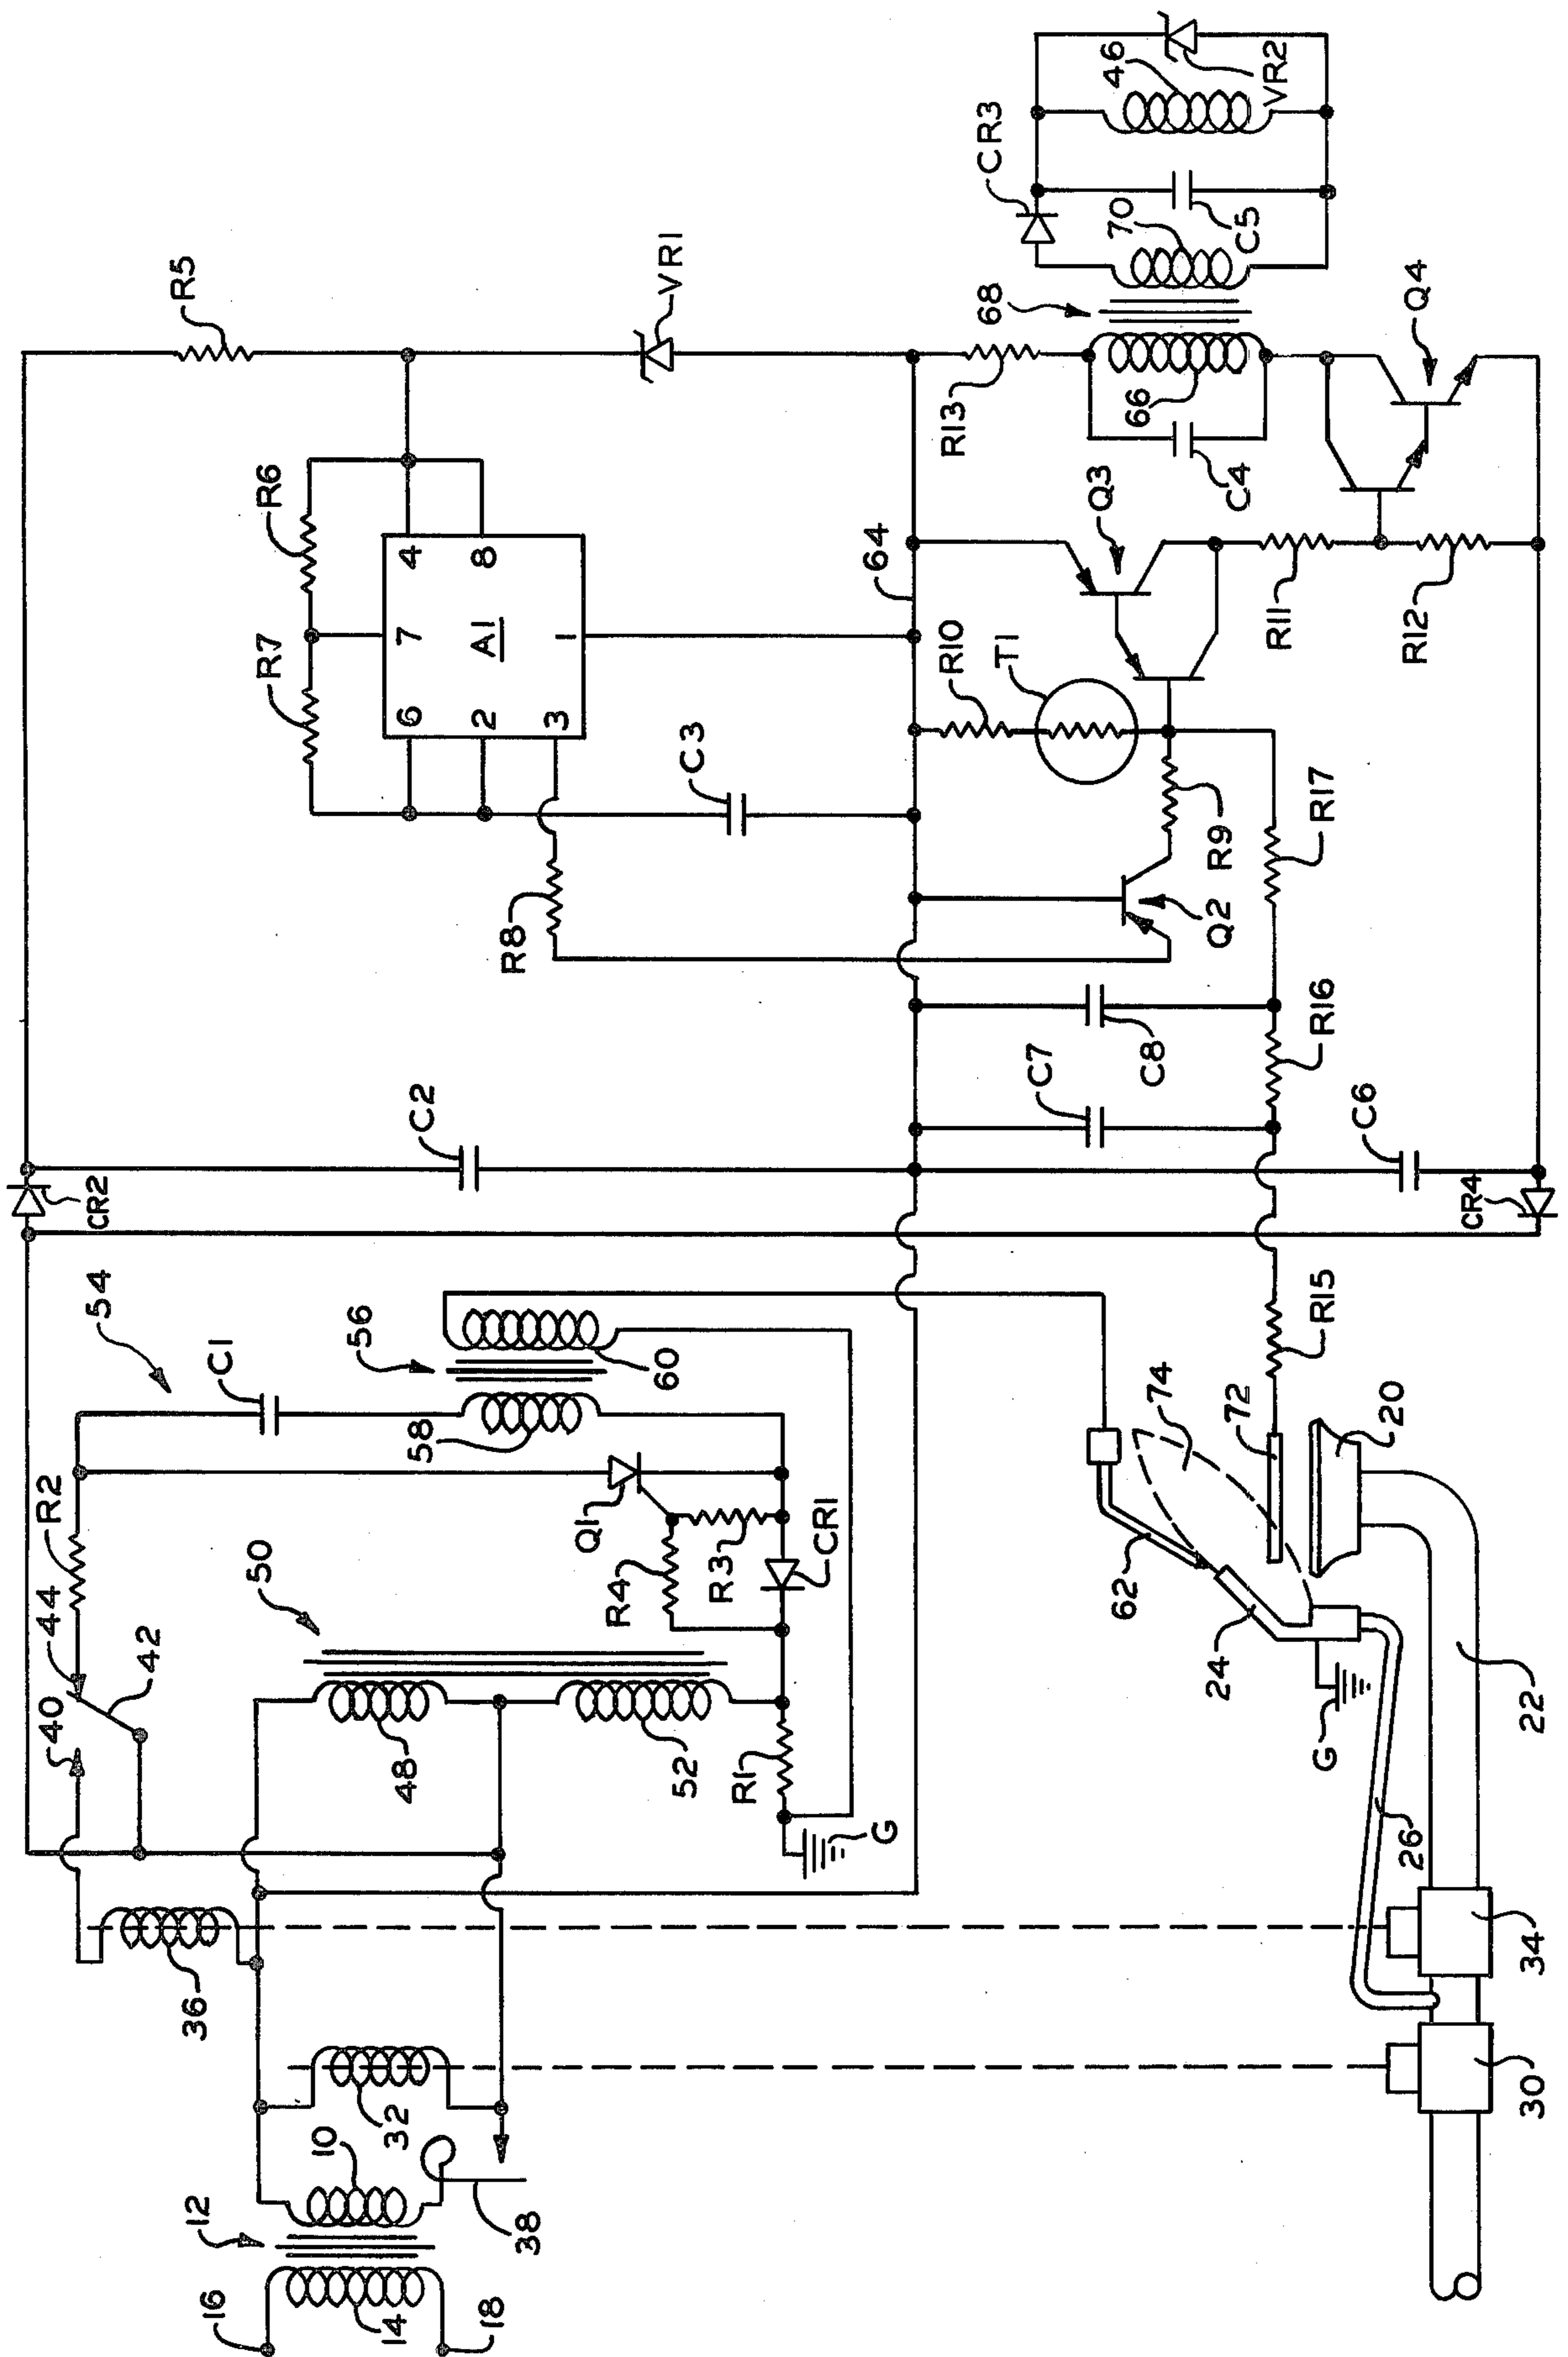 40
44
R2
CR2
54
42
R5
16
12
36
C1
50
R7
R6
10
56
14
32
48
58
C2
6
7
4
18
2
A1
8
R8
3
1
38
52
R4
Q1
60
VR1
R3
C3
R1
CR1
G
64
R10
R13
68
T1
CR3
C7
Q3
66
70
62
74
C8
C4
46
24
72
Q2
R9
C5
VR2
G
20
R15
R16
R17
R11
26
C6
R12
Q4
CR4
30
34
22